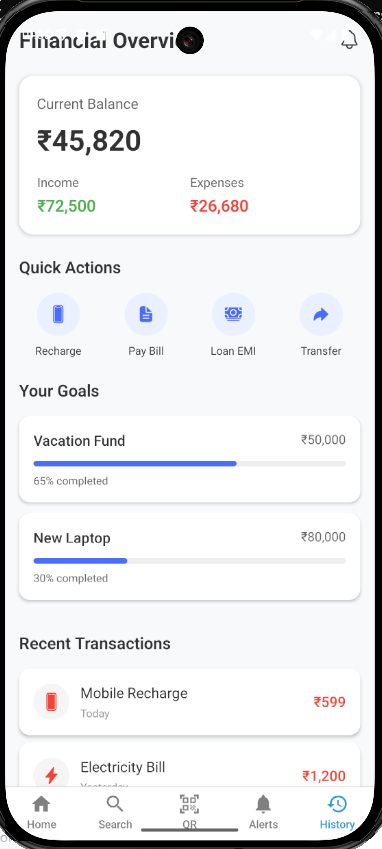 Financial Overvi
Current Balance
₹45,820
Income Expenses
₹72,500 ₹26,680
Quick Actions
Recharge Pay Bill Loan EMI Transfer
Your Goals
Vacation Fund ₹50,000
65% completed
New Laptop ₹80,000
30% completed
Recent Transactions
Mobile Recharge ₹599
Today
Electricity Bill ₹1,200
Yesterday
Home Search QR Alerts History